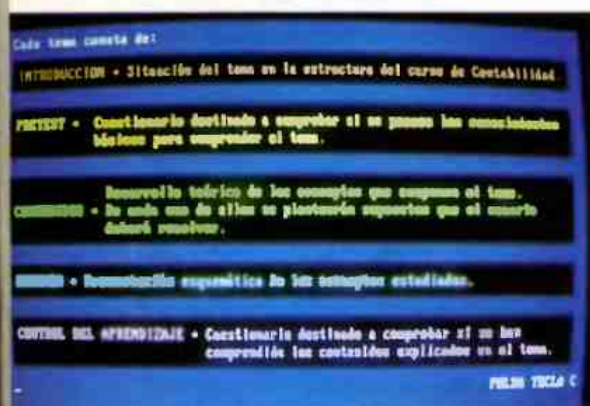 Cada tema consta de:
INTRODUCCION • Situación del tema en la estructura del curso de Contabilidad.
PRETEST • Cuestionario destinado a comprobar si se poseen los conocimientos
básicos para comprender el tema.
Desarrollo teórico de los conceptos que componen el tema.
• De cada uno de ellos se plantearán supuestos que el usuario
deberá resolver.
• esquemática de los conceptos estudiados.
CONTROL DEL APRENDIZAJE • Cuestionario destinado a comprobar si se han
comprendido los contenidos explicados en el tema.
PULSA TECLA C